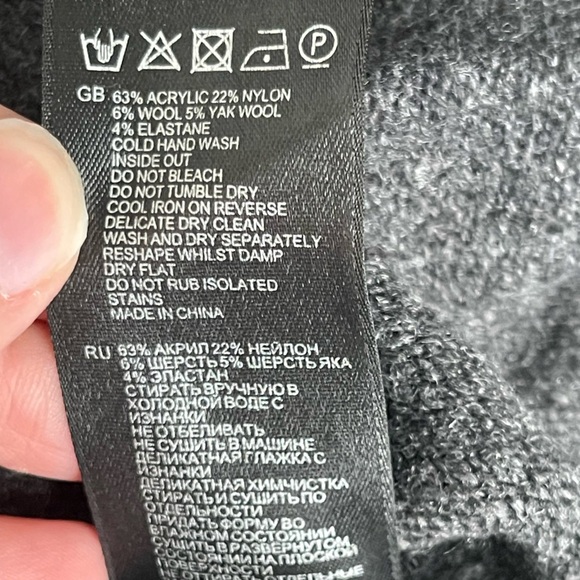 P
GB 63% ACRYLIC 22% NYLON
6% WOOL 5% YAK WOOL
4% ELASTANE
COLD HAND WASH
INSIDE OUT
DO NOT BLEACH
DO NOT TUMBLE DRY
COOL IRON ON REVERSE
DELICATE DRY CLEAN
WASH AND DRY SEPARATELY
RESHAPE WHILST DAMP
DRY FLAT
DO NOT RUB ISOLATED
STAINS
MADE IN CHINA
RU 63% АКРИЛ 22% НЕЙЛОН
6% ШЕРСТЬ 5% ШЕРСТЬ ЯКА
4% ЭЛАСТАН
СТИРАТЬ ВРУЧНУЮ В
ХОЛОДНОЙ ВОДЕ С
ИЗНАНКИ
НЕ ОТБЕЛИВАТЬ
НЕ СУШИТЬ В МАШИНЕ
ДЕЛИКАТНАЯ ГЛАЖКА С
ИЗНАНКИ
ДЕЛИКАТНАЯ ХИМЧИСТКА
СТИРАТЬ И СУШИТЬ ПО
ОТДЕЛЬНОСТИ
ПРИДАТЬ ФОРМУ ВО
ВЛАЖНОМ СОСТОЯНИИ
СУШИТЬ В РАЗВЕРНУТОМ
СОСТОЯНИИ НА ПЛОСКОЙ
ПОВЕРХНОСТИ
НЕ ОТТИРАТЬ ОТДЕЛЬНЫЕ